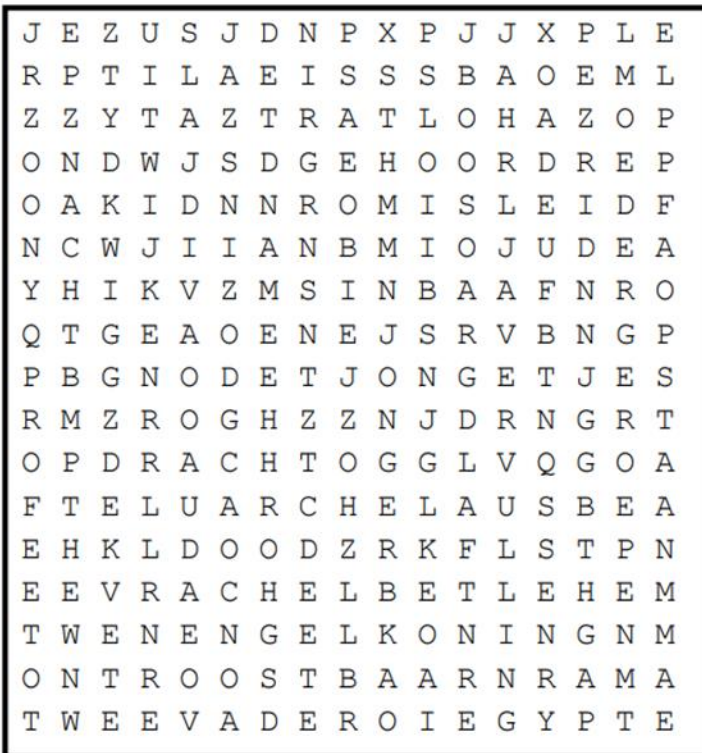 J E Z U S J D N P X P J J X P L E
R P T I L A E I S S S B A O E M L
Z Z Y T A Z T R A T L O H A Z O P
O N D W J S D G E H O O R D R E P
O A K I D N N R O M I S L E I D F
N C W J I I A N B M I O J U D E A
Y H I K V Z M S I N B A A F N R O
Q T G E A O E N E J S R V B N G P
P B G N O D E T J O N G E T J E S
R M Z R O G H Z Z N J D R N G R T
O P D R A C H T O G G L V Q G O A
F T E L U A R C H E L A U S B E A
E H K L D O O D Z R K F L S T P N
E E V R A C H E L B E T L E H E M
T W E N E N G E L K O N I N G N M
O N T R O O S T B A A R N R A M A
T W E E V A D E R O I E G Y P T E